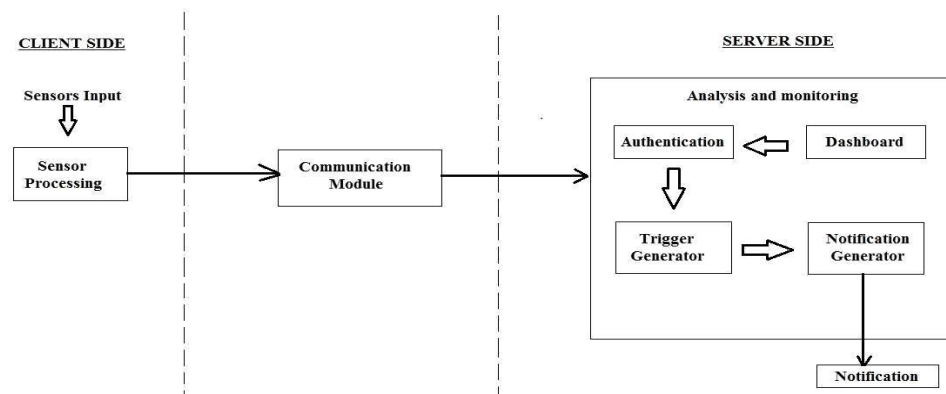 CLIENT SIDE
SERVER SIDE
Sensors Input
Analysis and monitoring
Sensor
Processing
Communication
Module
Authentication
Dashboard
Trigger
Generator
Notification
Generator
Notification